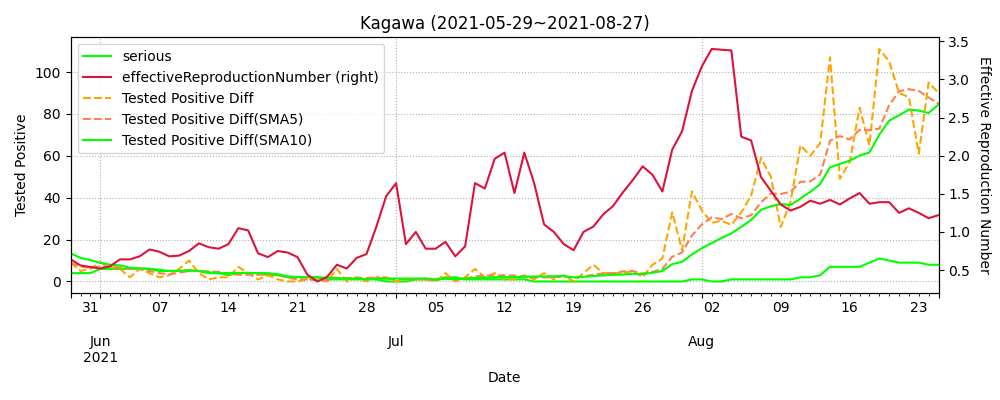 Kagawa (2021-05-29~2021-08-27)
serious
effectiveReproductionNumber (right)
Tested Positive Diff
Tested Positive Diff(SMA5)
Tested Positive Diff(SMA10)
Tested Positive
100
80
60
40
20
0
3.5
3.0
2.5
2.0
1.5
1.0
0.5
Effective Reproduction Number
31 07 14 21 28 05 12 19 26 02 09 16 23
Jun Jul Aug
2021
Date